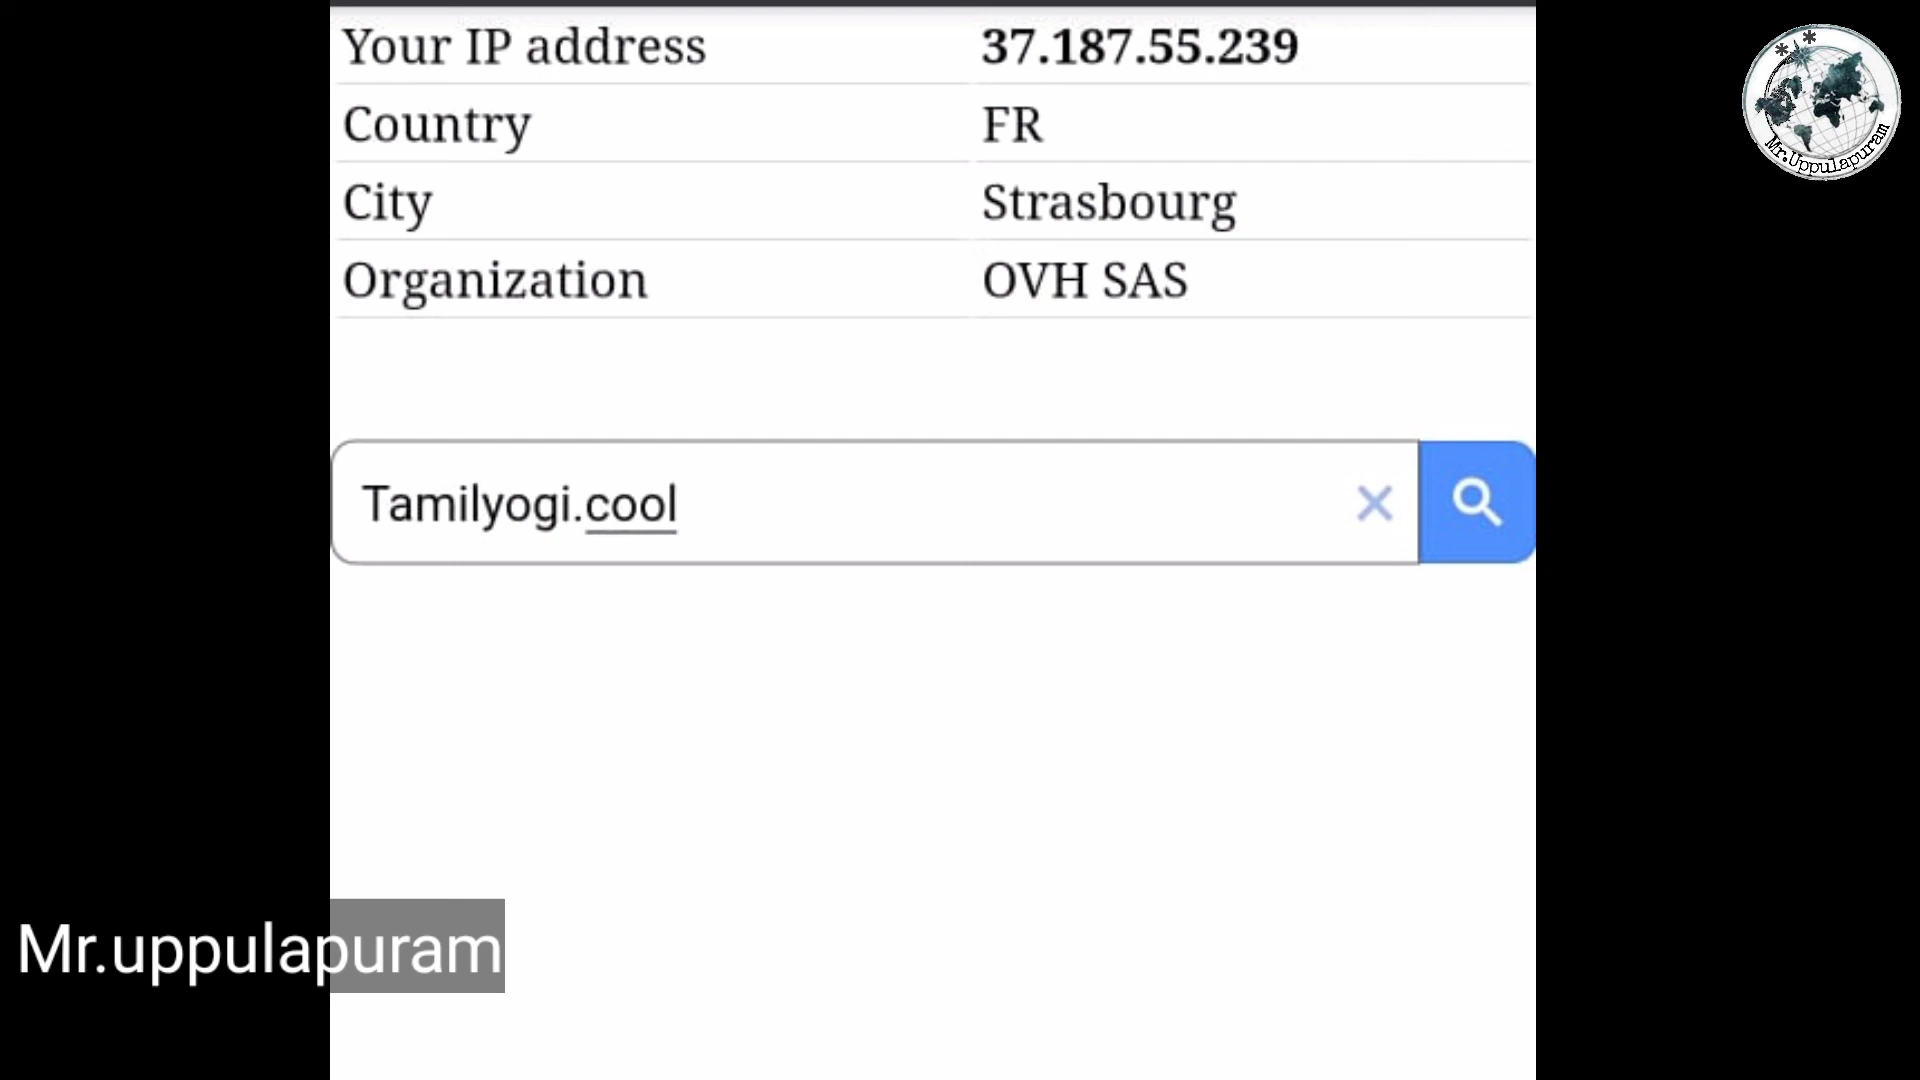 Your IP address 37.187.55.239
Country FR
City Strasbourg
Organization OVH SAS
Tamilyogi.cool
Mr.uppulapuram
Mr.Uppulapuram